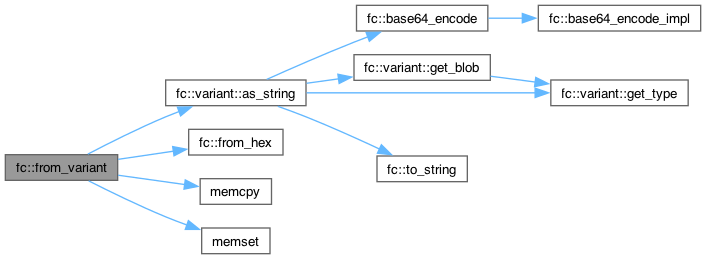 fc::base64_encode
fc::base64_encode_impl
fc::variant::get_blob
fc::variant::as_string
fc::variant::get_type
fc::from_hex
fc::from_variant
fc::to_string
memcpy
memset